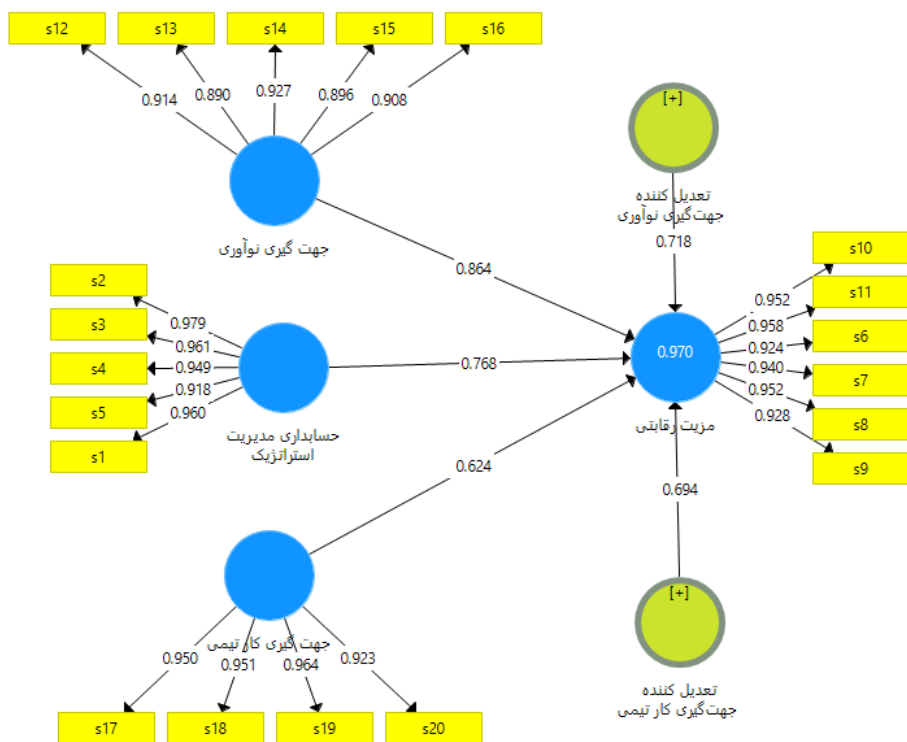 s12
s13
s14
s15
s16
0.914
0.890
0.927
0.896
0.908
[+]
تعدیل کننده
جهت‌گیری نوآوری
جهت گیری نوآوری
0.718
0.864
s2
s3
s4
s5
s1
0.979
0.961
0.949
0.918
0.960
حسابداری مدیریت
استراتژیک
0.768
0.970
مزیت رقابتی
s10
s11
s6
s7
s8
s9
0.952
0.958
0.924
0.940
0.952
0.928
0.624
0.694
[+]
تعدیل کننده
جهت‌گیری کار تیمی
جهت گیری کار تیمی
0.950
0.951
0.964
0.923
s17
s18
s19
s20